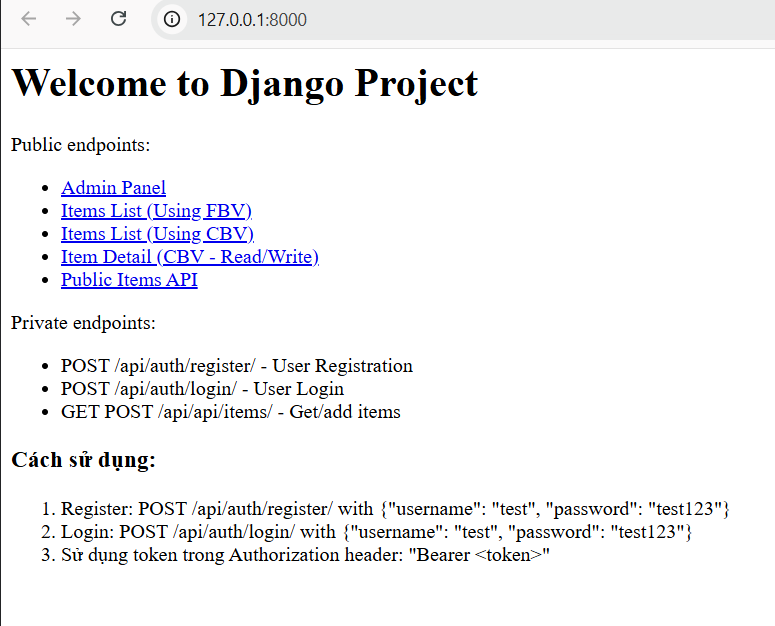 127.0.0.1:8000
Welcome to Django Project
Public endpoints:
• Admin Panel
• Items List (Using FBV)
• Items List (Using CBV)
• Item Detail (CBV - Read/Write)
• Public Items API
Private endpoints:
• POST /api/auth/register/ - User Registration
• POST /api/auth/login/ - User Login
• GET POST /api/api/items/ - Get/add items
Cách sử dụng:
1. Register: POST /api/auth/register/ with {"username": "test", "password": "test123"}
2. Login: POST /api/auth/login/ with {"username": "test", "password": "test123"}
3. Sử dụng token trong Authorization header: "Bearer <token>"